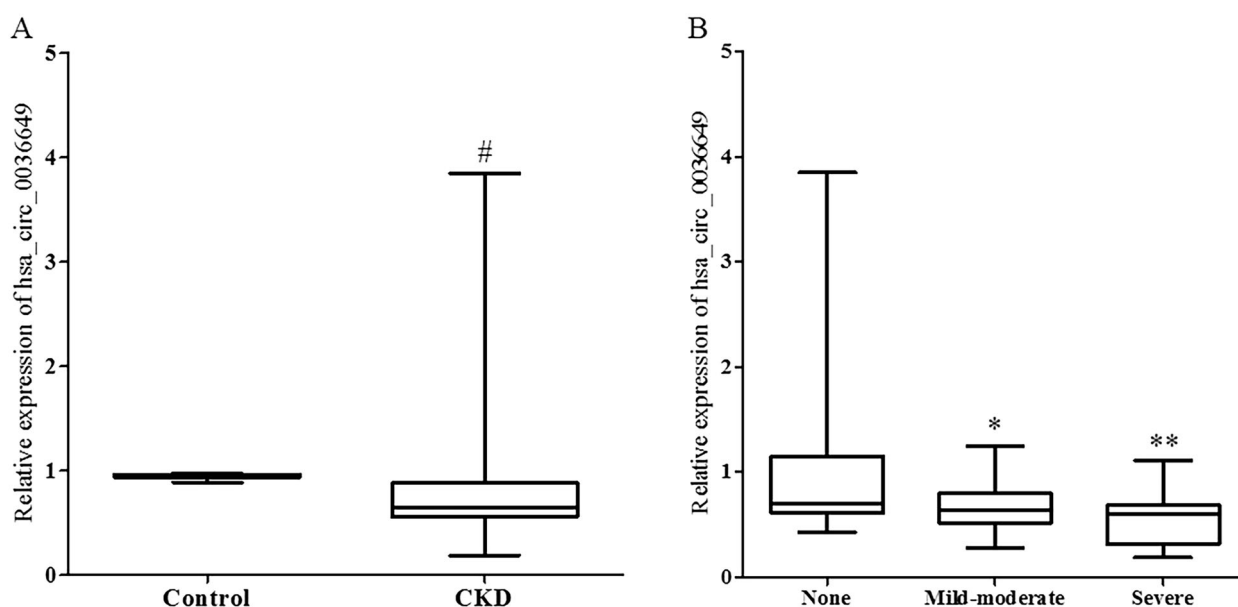 A
Relative expression of hsa_circ_0036649
5
4
3
2
1
0
#
Control
CKD
B
Relative expression of hsa_circ_0036649
5
4
3
2
1
0
*
**
None
Mild-moderate
Severe